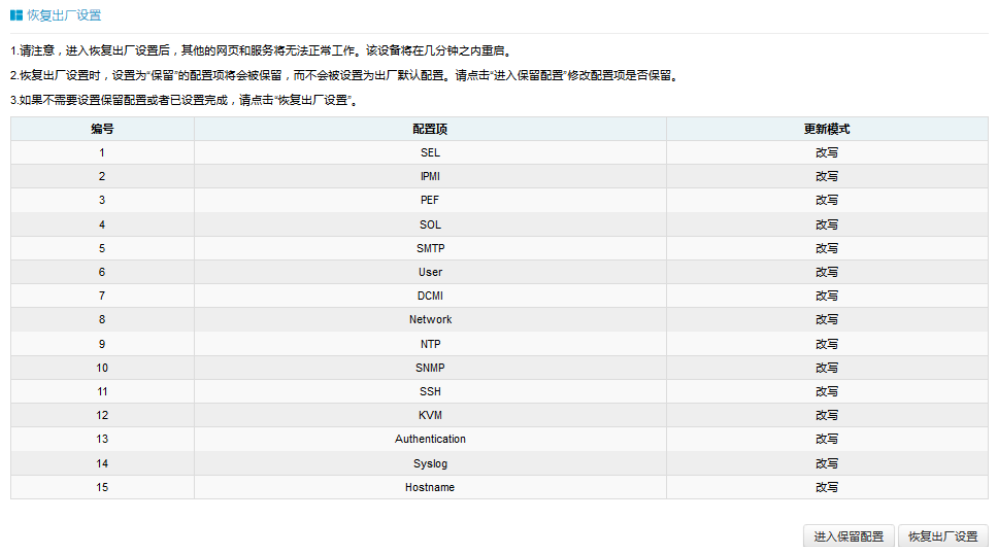 恢复出厂设置
1.请注意，进入恢复出厂设置后，其他的网页和服务将无法正常工作。该设备将在几分钟之内重启。
2.恢复出厂设置时，设置为“保留”的配置项将会被保留，而不会被设置为出厂默认配置。请点击“进入保留配置”修改配置项是否保留。
3.如果不需要设置保留配置或者已设置完成，请点击“恢复出厂设置”。
编号 配置顶 更新模式
1 SEL 改写
2 IPMI 改写
3 PEF 改写
4 SOL 改写
5 SMTP 改写
6 User 改写
7 DCMI 改写
8 Network 改写
9 NTP 改写
10 SNMP 改写
11 SSH 改写
12 KVM 改写
13 Authentication 改写
14 Syslog 改写
15 Hostname 改写
进入保留配置 恢复出厂设置